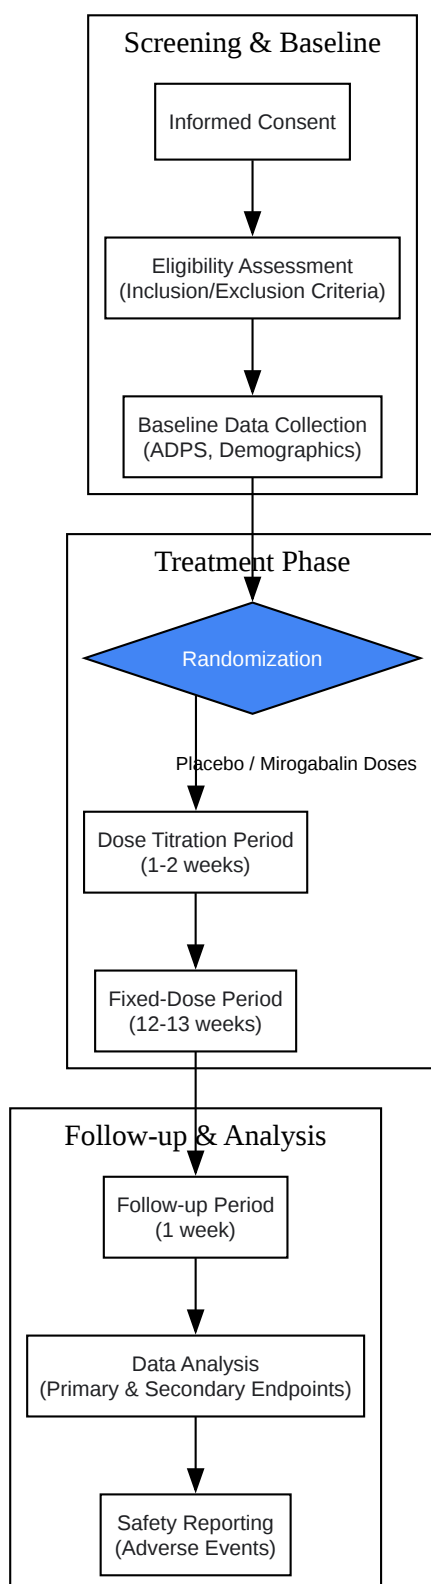 Screening & Baseline
Informed Consent
Eligibility Assessment
(Inclusion/Exclusion Criteria)
Baseline Data Collection
(ADPS, Demographics)
Treatment Phase
Randomization
Placebo / Mirogabalin Doses
Dose Titration Period
(1-2 weeks)
Fixed-Dose Period
(12-13 weeks)
Follow-up & Analysis
Follow-up Period
(1 week)
Data Analysis
(Primary & Secondary Endpoints)
Safety Reporting
(Adverse Events)